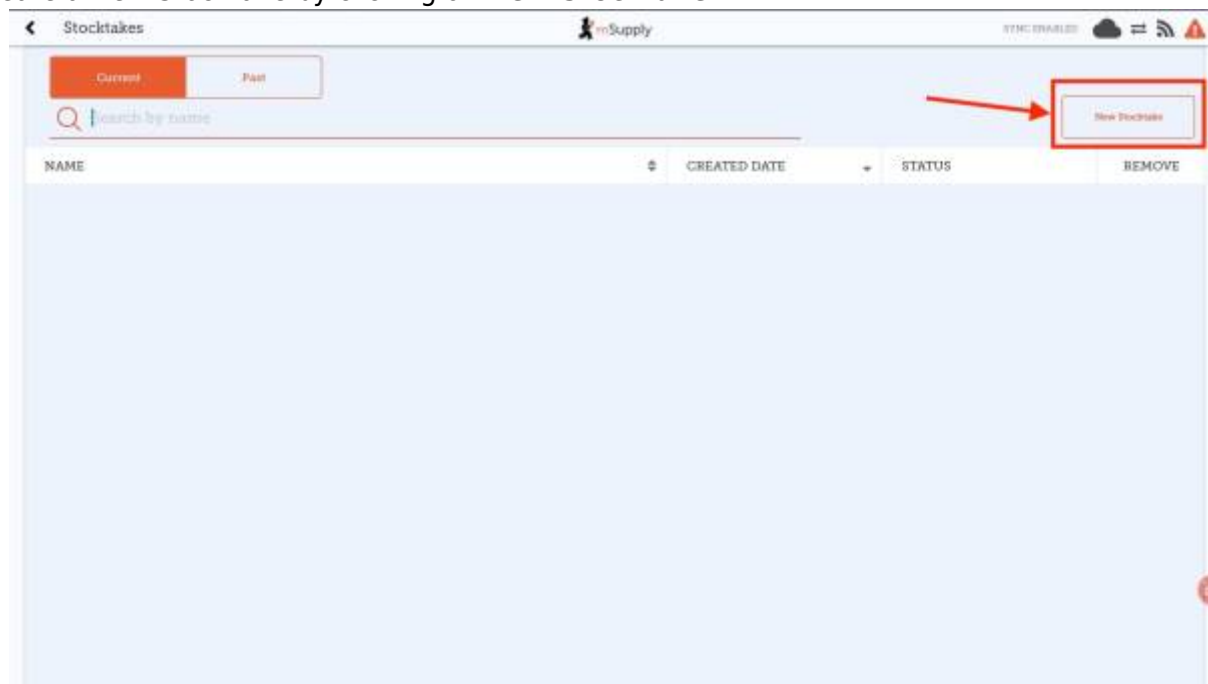 Stocktakes
mSupply
SYNC ENABLED
Current
Past
Search by name
New Stocktake
NAME
CREATED DATE
STATUS
REMOVE